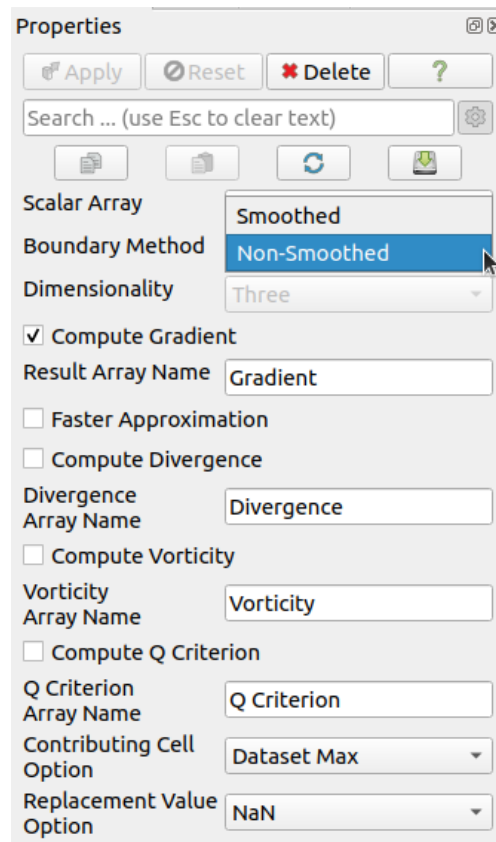 Properties
Apply
Reset
Delete
?
Search ... (use Esc to clear text)
Scalar Array
Smoothed
Boundary Method
Non-Smoothed
Dimensionality
Three
Compute Gradient
Result Array Name
Gradient
Faster Approximation
Compute Divergence
Divergence
Array Name
Divergence
Compute Vorticity
Vorticity
Array Name
Vorticity
Compute Q Criterion
Q Criterion
Array Name
Q Criterion
Contributing Cell
Option
Dataset Max
Replacement Value
Option
NaN